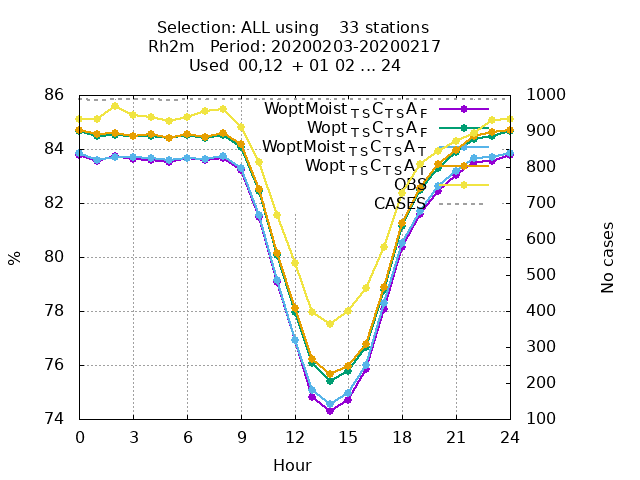 Selection: ALL using 33 stations
Rh2m Period: 20200203-20200217
Used 00,12 + 01 02 ... 24
86 1000
WoptMoist TS C TS A F
900
Wopt TS C TS A F
84 WoptMoist TS C TS A T
800
Wopt TS C TS A T
OBS
82 CASES 700
600
80
500
%
No cases
78 400
300
76
200
74 100
0 3 6 9 12 15 18 21 24
Hour